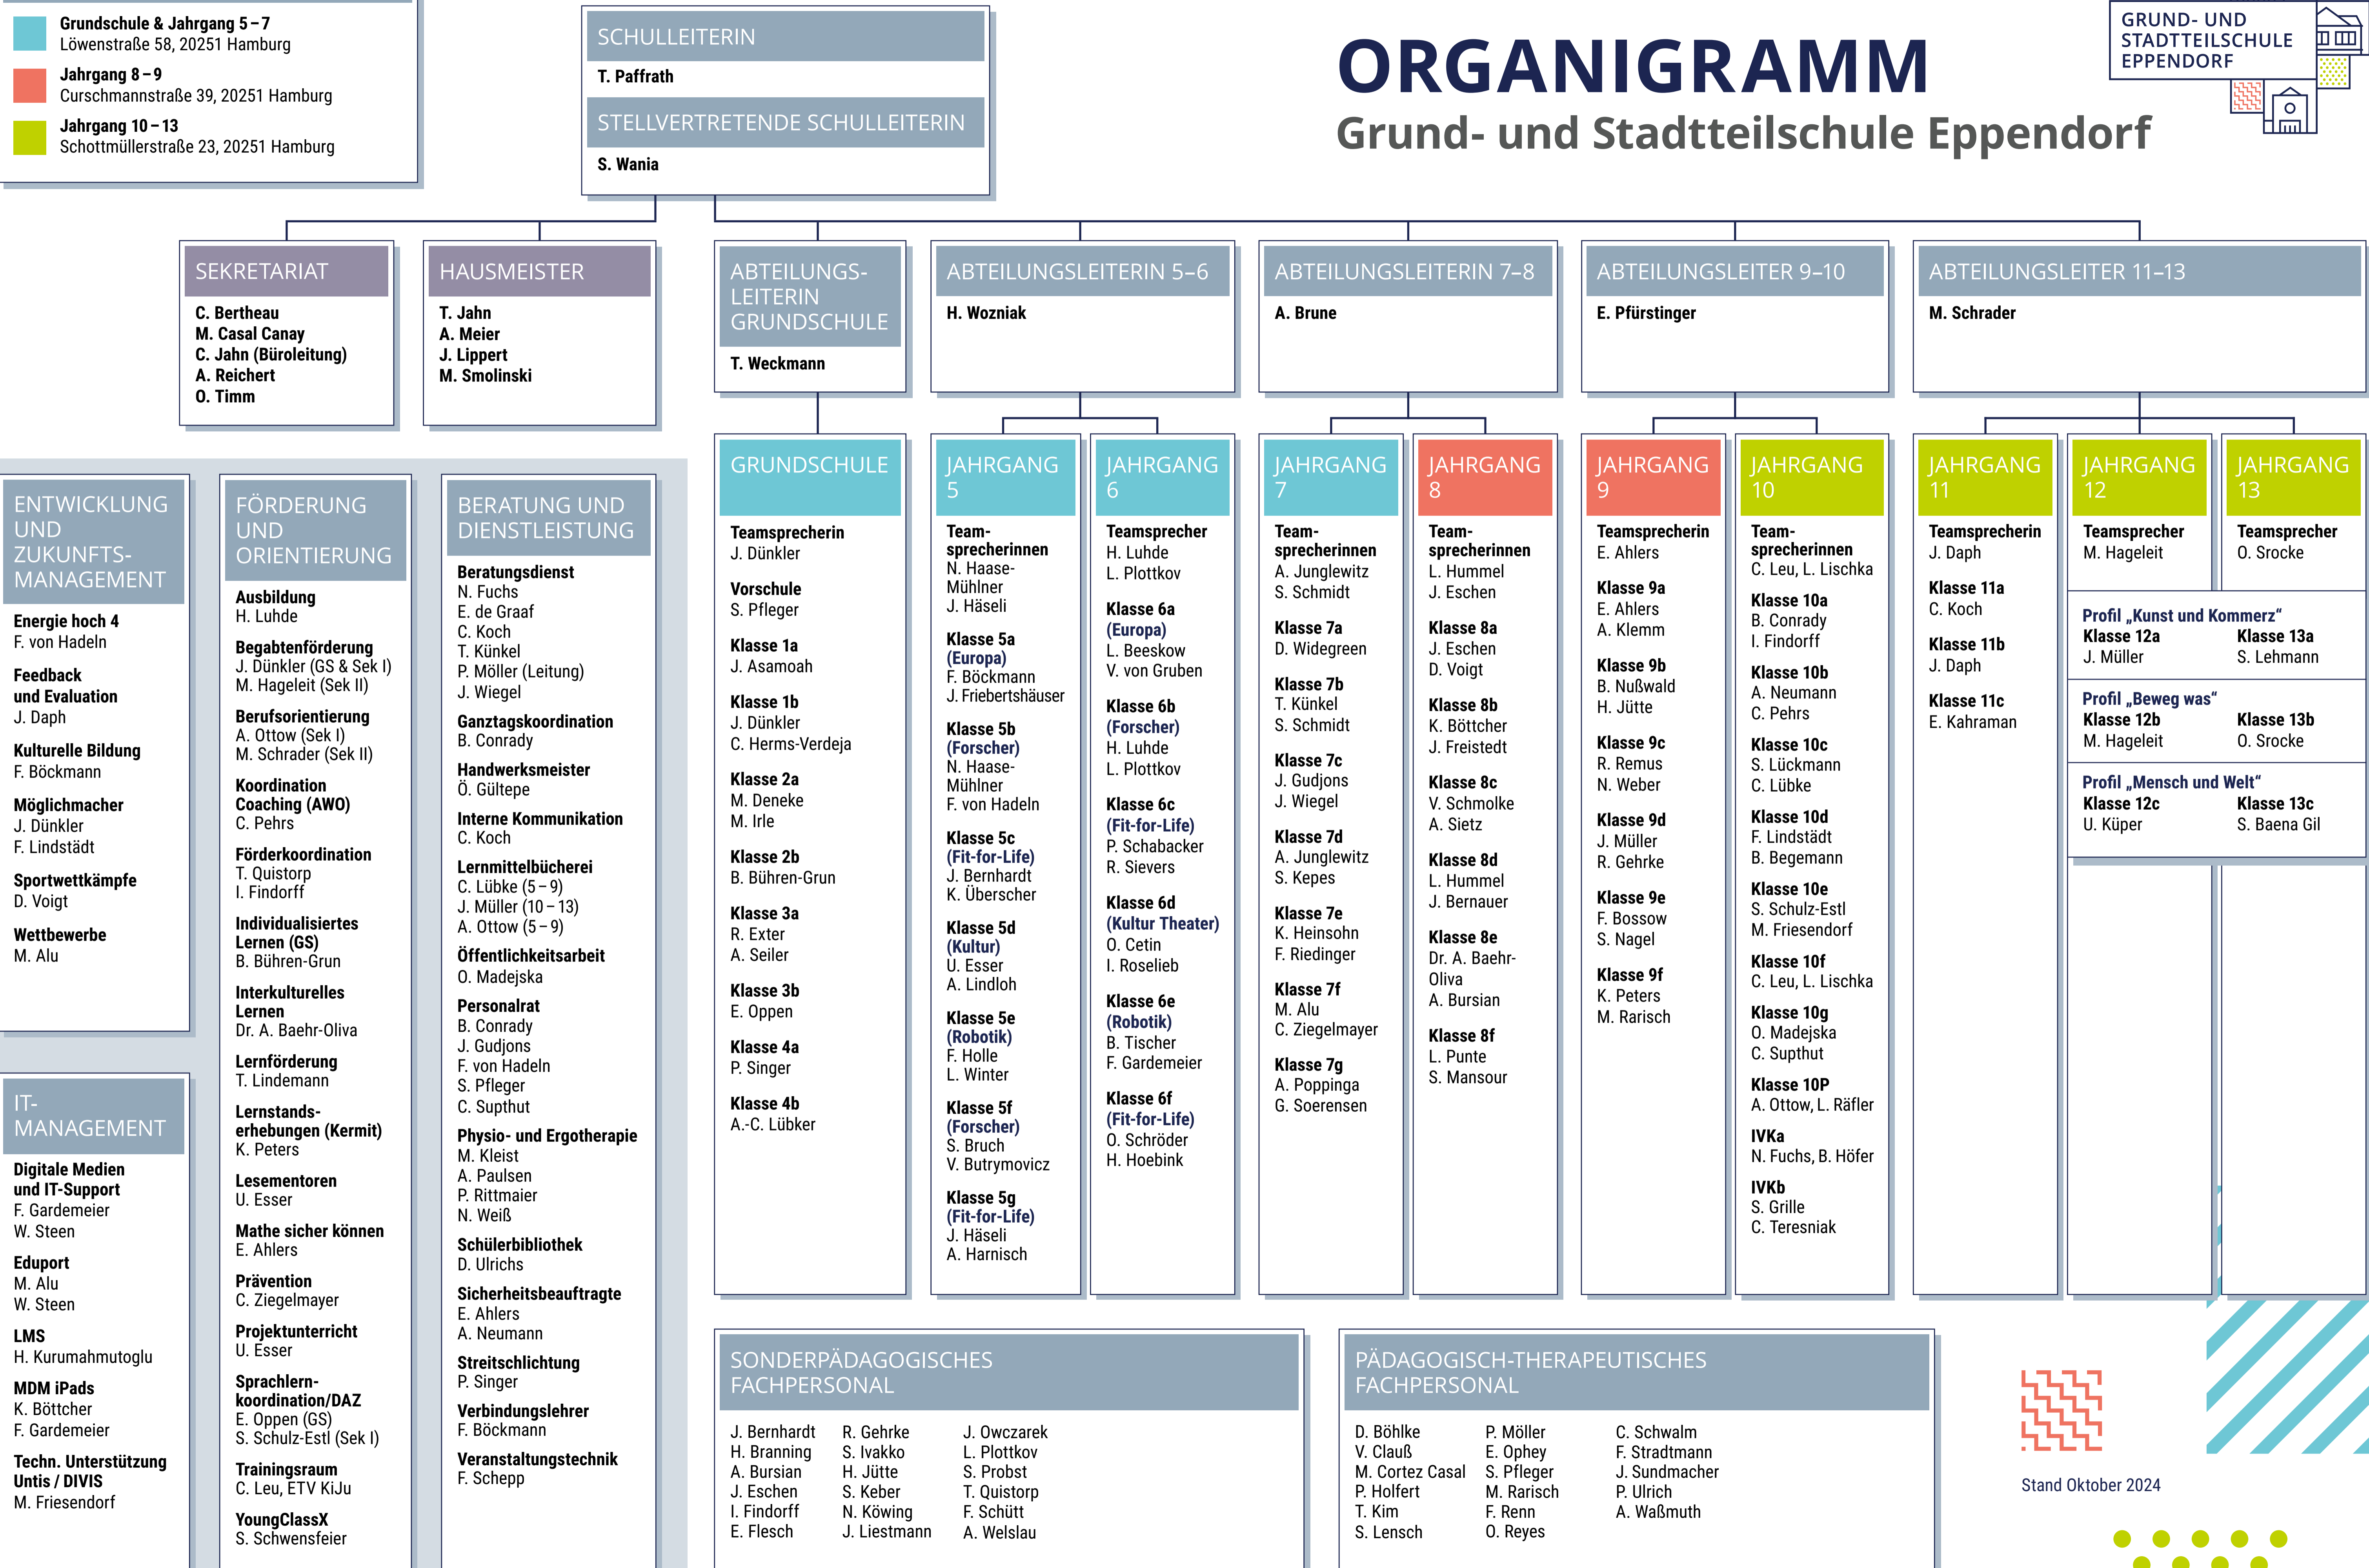 Grundschule & Jahrgang 5 – 7
Löwenstraße 58, 20251 Hamburg
Jahrgang 8 – 9
Curschmannstraße 39, 20251 Hamburg
Jahrgang 10 – 13
Schottmüllerstraße 23, 20251 Hamburg
SCHULLEITERIN
T. Paffrath
STELLVERTRETENDE SCHULLEITERIN
S. Wania
ORGANIGRAMM
Grund- und Stadtteilschule Eppendorf
GRUND- UND
STADTTEILSCHULE
EPPENDORF
SEKRETARIAT
C. Bertheau
M. Casal Canay
C. Jahn (Büroleitung)
A. Reichert
O. Timm
HAUSMEISTER
T. Jahn
A. Meier
J. Lippert
M. Smolinski
ABTEILUNGS-
LEITERIN
GRUNDSCHULE
T. Weckmann
ABTEILUNGSLEITERIN 5–6
H. Wozniak
ABTEILUNGSLEITERIN 7–8
A. Brune
ABTEILUNGSLEITER 9–10
E. Pfürstinger
ABTEILUNGSLEITER 11–13
M. Schrader
ENTWICKLUNG
UND
ZUKUNFTS-
MANAGEMENT
Energie hoch 4
F. von Hadeln
Feedback
und Evaluation
J. Daph
Kulturelle Bildung
F. Böckmann
Möglichmacher
J. Dünkler
F. Lindstädt
Sportwettkämpfe
D. Voigt
Wettbewerbe
M. Alu
IT-
MANAGEMENT
Digitale Medien
und IT-Support
F. Gardemeier
W. Steen
Eduport
M. Alu
W. Steen
LMS
H. Kurumahmutoglu
MDM iPads
K. Böttcher
F. Gardemeier
Techn. Unterstützung
Untis / DIVIS
M. Friesendorf
FÖRDERUNG
UND
ORIENTIERUNG
Ausbildung
H. Luhde
Begabtenförderung
J. Dünkler (GS & Sek I)
M. Hageleit (Sek II)
Berufsorientierung
A. Ottow (Sek I)
M. Schrader (Sek II)
Koordination
Coaching (AWO)
C. Pehrs
Förderkoordination
T. Quistorp
I. Findorff
Individualisiertes
Lernen (GS)
B. Bühren-Grun
Interkulturelles
Lernen
Dr. A. Baehr-Oliva
Lernförderung
T. Lindemann
Lernstands-
erhebungen (Kermit)
K. Peters
Lesementoren
U. Esser
Mathe sicher können
E. Ahlers
Prävention
C. Ziegelmayer
Projektunterricht
U. Esser
Sprachlern-
koordination/DAZ
E. Oppen (GS)
S. Schulz-Estl (Sek I)
Trainingsraum
C. Leu, ETV KiJu
YoungClassX
S. Schwensfeier
BERATUNG UND
DIENSTLEISTUNG
Beratungsdienst
N. Fuchs
E. de Graaf
C. Koch
T. Künkel
P. Möller (Leitung)
J. Wiegel
Ganztagskoordination
B. Conrady
Handwerksmeister
Ö. Gültepe
Interne Kommunikation
C. Koch
Lernmittelbücherei
C. Lübke (5 – 9)
J. Müller (10 – 13)
A. Ottow (5 – 9)
Öffentlichkeitsarbeit
O. Madejska
Personalrat
B. Conrady
J. Gudjons
F. von Hadeln
S. Pfleger
C. Supthut
Physio- und Ergotherapie
M. Kleist
A. Paulsen
P. Rittmaier
N. Weiß
Schülerbibliothek
D. Ulrichs
Sicherheitsbeauftragte
E. Ahlers
A. Neumann
Streitschlichtung
P. Singer
Verbindungslehrer
F. Böckmann
Veranstaltungstechnik
F. Schepp
GRUNDSCHULE
Teamsprecherin
J. Dünkler
Vorschule
S. Pfleger
Klasse 1a
J. Asamoah
Klasse 1b
J. Dünkler
C. Herms-Verdeja
Klasse 2a
M. Deneke
M. Irle
Klasse 2b
B. Bühren-Grun
Klasse 3a
R. Exter
A. Seiler
Klasse 3b
E. Oppen
Klasse 4a
P. Singer
Klasse 4b
A.-C. Lübker
JAHRGANG
5
Team-
sprecherinnen
N. Haase-
Mühlner
J. Häseli
Klasse 5a
(Europa)
F. Böckmann
J. Friebertshäuser
Klasse 5b
(Forscher)
N. Haase-
Mühlner
F. von Hadeln
Klasse 5c
(Fit-for-Life)
J. Bernhardt
K. Überscher
Klasse 5d
(Kultur)
U. Esser
A. Lindloh
Klasse 5e
(Robotik)
F. Holle
L. Winter
Klasse 5f
(Forscher)
S. Bruch
V. Butrymovicz
Klasse 5g
(Fit-for-Life)
J. Häseli
A. Harnisch
JAHRGANG
6
Teamsprecher
H. Luhde
L. Plottkov
Klasse 6a
(Europa)
L. Beeskow
V. von Gruben
Klasse 6b
(Forscher)
H. Luhde
L. Plottkov
Klasse 6c
(Fit-for-Life)
P. Schabacker
R. Sievers
Klasse 6d
(Kultur Theater)
O. Cetin
I. Roselieb
Klasse 6e
(Robotik)
B. Tischer
F. Gardemeier
Klasse 6f
(Fit-for-Life)
O. Schröder
H. Hoebink
JAHRGANG
7
Team-
sprecherinnen
A. Junglewitz
S. Schmidt
Klasse 7a
D. Widegreen
Klasse 7b
T. Künkel
S. Schmidt
Klasse 7c
J. Gudjons
J. Wiegel
Klasse 7d
A. Junglewitz
S. Kepes
Klasse 7e
K. Heinsohn
F. Riedinger
Klasse 7f
M. Alu
C. Ziegelmayer
Klasse 7g
A. Poppinga
G. Soerensen
JAHRGANG
8
Team-
sprecherinnen
L. Hummel
J. Eschen
Klasse 8a
J. Eschen
D. Voigt
Klasse 8b
K. Böttcher
J. Freistedt
Klasse 8c
V. Schmolke
A. Sietz
Klasse 8d
L. Hummel
J. Bernauer
Klasse 8e
Dr. A. Baehr-
Oliva
A. Bursian
Klasse 8f
L. Punte
S. Mansour
JAHRGANG
9
Teamsprecherin
E. Ahlers
Klasse 9a
E. Ahlers
A. Klemm
Klasse 9b
B. Nußwald
H. Jütte
Klasse 9c
R. Remus
N. Weber
Klasse 9d
J. Müller
R. Gehrke
Klasse 9e
F. Bossow
S. Nagel
Klasse 9f
K. Peters
M. Rarisch
JAHRGANG
10
Team-
sprecherinnen
C. Leu, L. Lischka
Klasse 10a
B. Conrady
I. Findorff
Klasse 10b
A. Neumann
C. Pehrs
Klasse 10c
S. Lückmann
C. Lübke
Klasse 10d
F. Lindstädt
B. Begemann
Klasse 10e
S. Schulz-Estl
M. Friesendorf
Klasse 10f
C. Leu, L. Lischka
Klasse 10g
O. Madejska
C. Supthut
Klasse 10P
A. Ottow, L. Räfler
IVKa
N. Fuchs, B. Höfer
IVKb
S. Grille
C. Teresniak
JAHRGANG
11
Teamsprecherin
J. Daph
Klasse 11a
C. Koch
Klasse 11b
J. Daph
Klasse 11c
E. Kahraman
JAHRGANG
12
Teamsprecher
M. Hageleit
JAHRGANG
13
Teamsprecher
O. Srocke
Profil „Kunst und Kommerz“
Klasse 12a Klasse 13a
J. Müller S. Lehmann
Profil „Beweg was“
Klasse 12b Klasse 13b
M. Hageleit O. Srocke
Profil „Mensch und Welt“
Klasse 12c Klasse 13c
U. Küper S. Baena Gil
SONDERPÄDAGOGISCHES
FACHPERSONAL
J. Bernhardt
H. Branning
A. Bursian
J. Eschen
I. Findorff
E. Flesch
R. Gehrke
S. Ivakko
H. Jütte
S. Keber
N. Köwing
J. Liestmann
J. Owczarek
L. Plottkov
S. Probst
T. Quistorp
F. Schütt
A. Welslau
PÄDAGOGISCH-THERAPEUTISCHES
FACHPERSONAL
D. Böhlke
V. Clauß
M. Cortez Casal
P. Holfert
T. Kim
S. Lensch
P. Möller
E. Ophey
S. Pfleger
M. Rarisch
F. Renn
O. Reyes
C. Schwalm
F. Stradtmann
J. Sundmacher
P. Ulrich
A. Waßmuth
Stand Oktober 2024